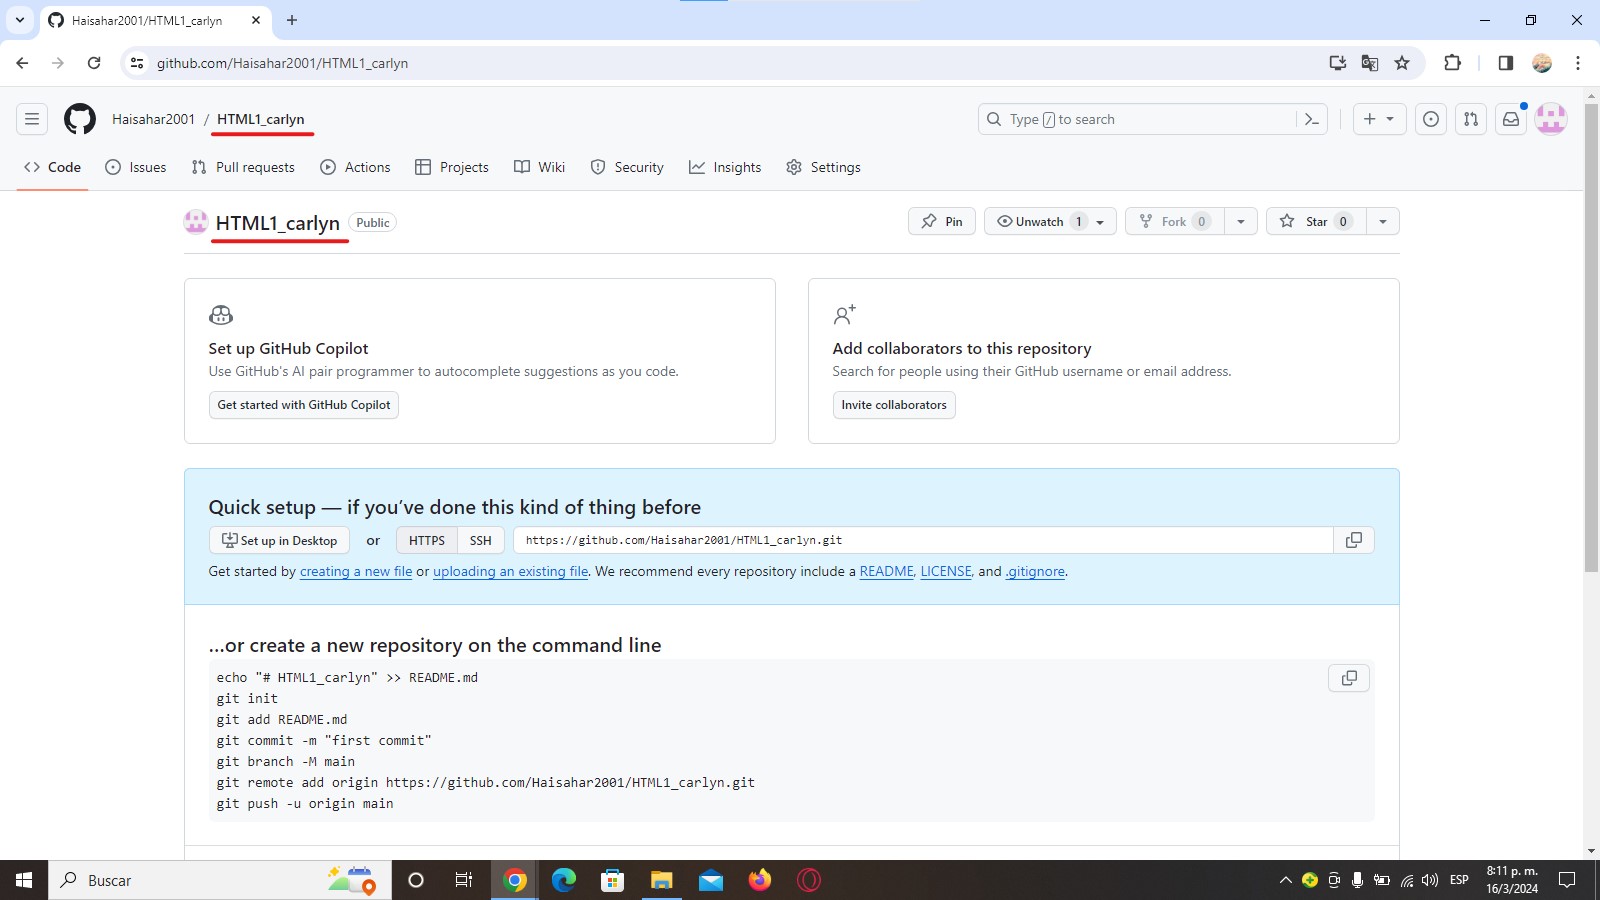 Haisahar2001/HTML1_carlyn
github.com/Haisahar2001/HTML1_carlyn
Haisahar2001 / HTML1_carlyn
Type / to search
Code Issues Pull requests Actions Projects Wiki Security Insights Settings
HTML1_carlyn Public
Pin Unwatch 1 Fork 0 Star 0
Set up GitHub Copilot
Use GitHub's AI pair programmer to autocomplete suggestions as you code.
Get started with GitHub Copilot
Add collaborators to this repository
Search for people using their GitHub username or email address.
Invite collaborators
Quick setup — if you’ve done this kind of thing before
Set up in Desktop or HTTPS SSH https://github.com/Haisahar2001/HTML1_carlyn.git
Get started by creating a new file or uploading an existing file. We recommend every repository include a README, LICENSE, and .gitignore.
…or create a new repository on the command line
echo "# HTML1_carlyn" >> README.md
git init
git add README.md
git commit -m "first commit"
git branch -M main
git remote add origin https://github.com/Haisahar2001/HTML1_carlyn.git
git push -u origin main
Buscar
ESP
8:11 p. m.
16/3/2024